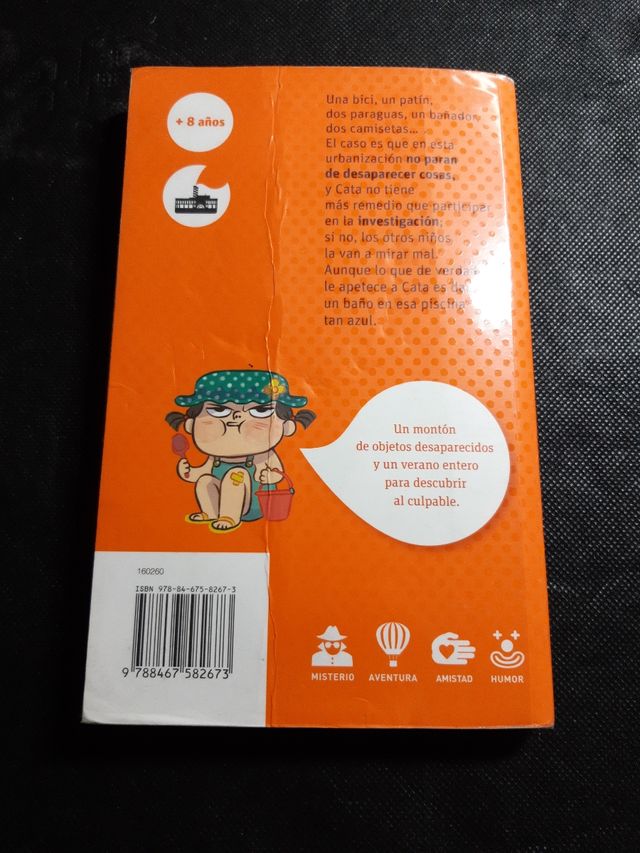 + 8 años
Una bici, un patín,
dos paraguas, un bañador,
dos camisetas...
El caso es que en esta
urbanización no paran
de desaparecer cosas,
y Cata no tiene
más remedio que participar
en la investigación;
si no, los otros niños
la van a mirar mal.
Aunque lo que de verdad
le apetece a Cata es darse
un baño en esa piscina
tan azul.
Un montón
de objetos desaparecidos
y un verano entero
para descubrir
al culpable.
160260
ISBN 978-84-675-8267-3
9 788467 582673
MISTERIO AVENTURA AMISTAD HUMOR